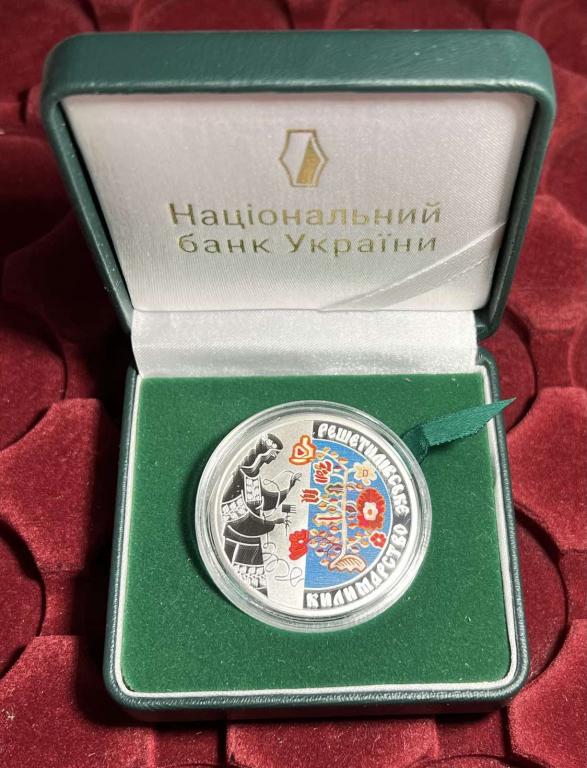 Національний
банк України
РЕШЕТИЛІВСЬКЕ
КИЛИМАРСТВО